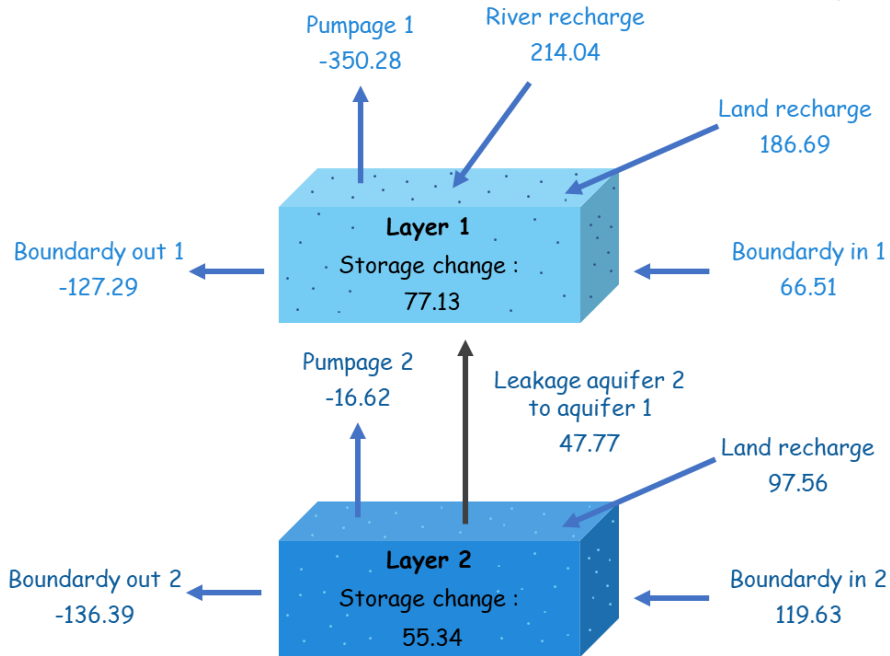 Pumpage 1
-350.28
River recharge
214.04
Land recharge
186.69
Layer 1
Storage change :
77.13
Boundardy out 1
-127.29
Boundardy in 1
66.51
Pumpage 2
-16.62
Leakage aquifer 2
to aquifer 1
47.77
Land recharge
97.56
Layer 2
Storage change :
55.34
Boundardy out 2
-136.39
Boundardy in 2
119.63